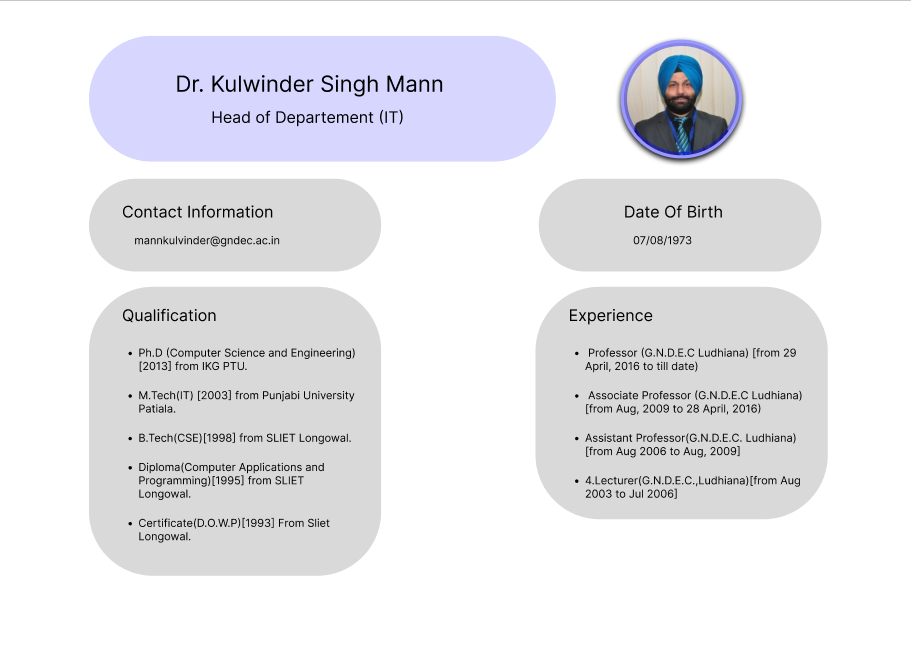 Dr. Kulwinder Singh Mann
Head of Departement (IT)
Contact Information
mannkulvinder@gndec.ac.in
Date Of Birth
07/08/1973
Qualification
• Ph.D (Computer Science and Engineering)
[2013] from IKG PTU.
• M.Tech(IT) [2003] from Punjabi University
Patiala.
• B.Tech(CSE)[1998] from SLIET Longowal.
• Diploma(Computer Applications and
Programming)[1995] from SLIET
Longowal.
• Certificate(D.O.W.P)[1993] From Sliet
Longowal.
Experience
• Professor (G.N.D.E.C Ludhiana) [from 29
April, 2016 to till date)
• Associate Professor (G.N.D.E.C Ludhiana)
[from Aug, 2009 to 28 April, 2016)
• Assistant Professor(G.N.D.E.C. Ludhiana)
[from Aug 2006 to Aug, 2009]
• 4.Lecturer(G.N.D.E.C.,Ludhiana)[from Aug
2003 to Jul 2006]